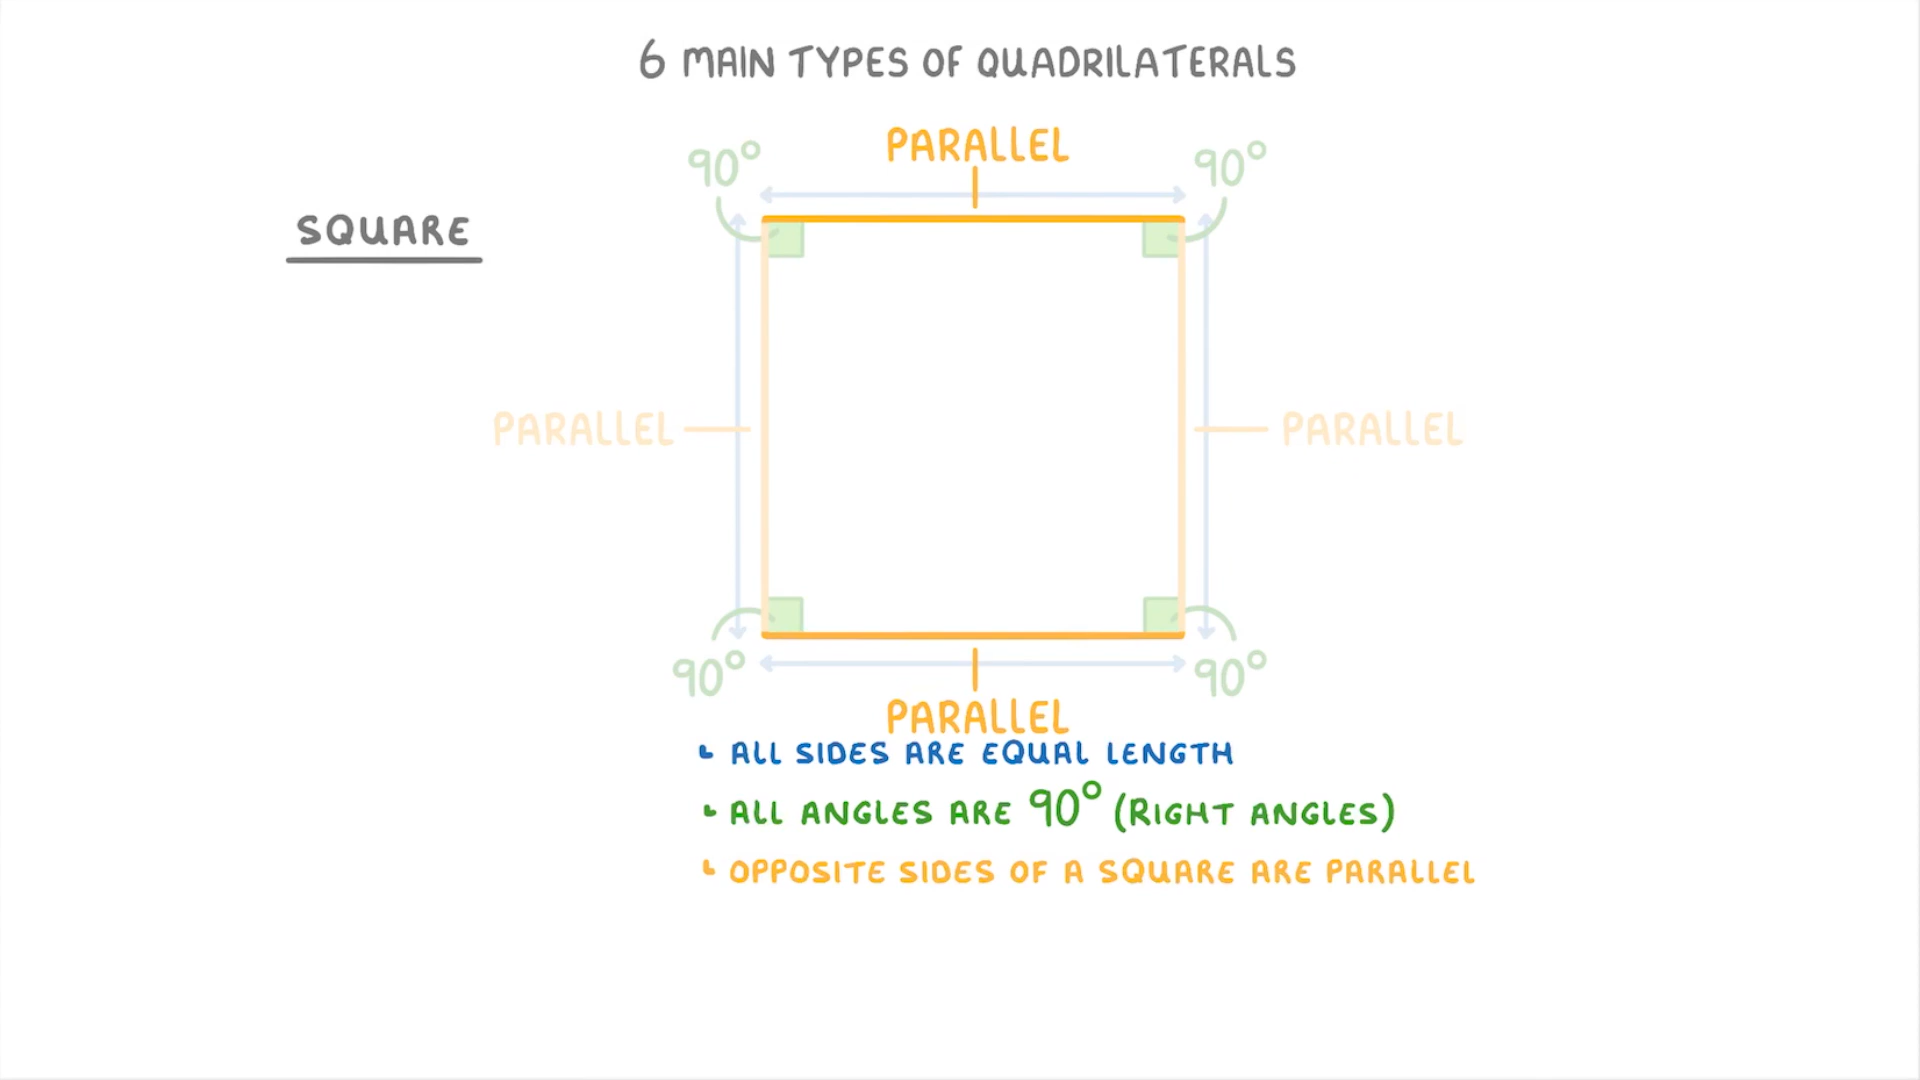 6 MAIN TYPES OF QUADRILATERALS
PARALLEL
90° 90°
SQUARE
PARALLEL PARALLEL
90° 90°
PARALLEL
ALL SIDES ARE EQUAL LENGTH
ALL ANGLES ARE 90° (RIGHT ANGLES)
OPPOSITE SIDES OF A SQUARE ARE PARALLEL